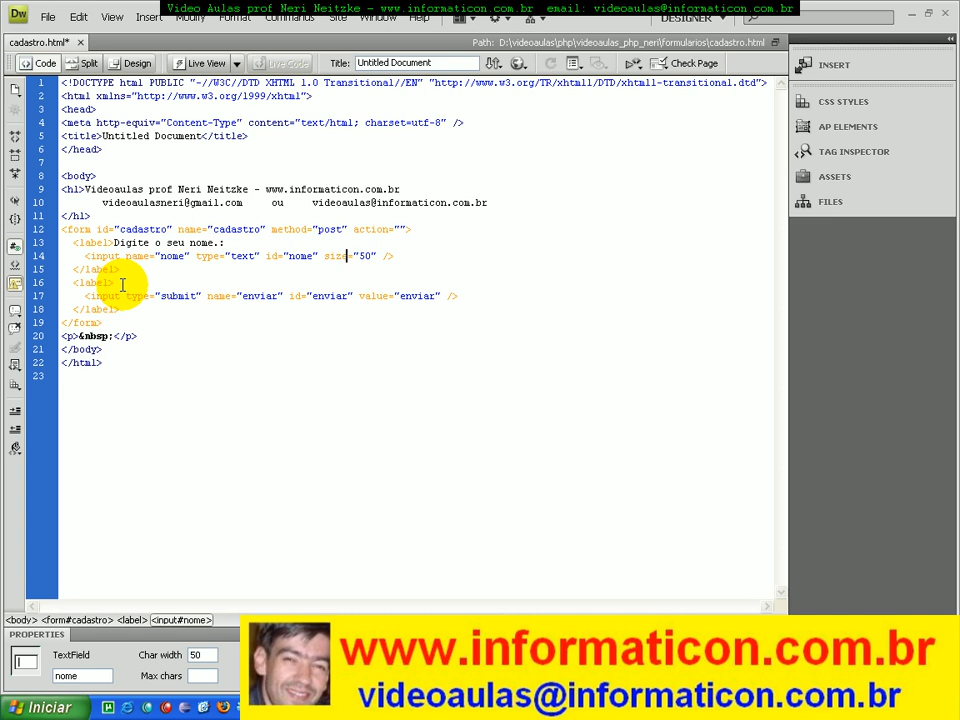 Video Aulas prof Neri Neitzke - www.informaticon.com.br email: videoaulas@informaticon.com.br
Dw File Edit View Insert Modify Format Commands Site Window Help DESIGNER
cadastro.html* Path: D:\videoaulas\php\videoaulas_php_neri\formularios\cadastro.html
Code Split Design Live View Live Code Title: Untitled Document Check Page
1 <!DOCTYPE html PUBLIC "-//W3C//DTD XHTML 1.0 Transitional//EN" "http://www.w3.org/TR/xhtml1/DTD/xhtml1-transitional.dtd">
2 <html xmlns="http://www.w3.org/1999/xhtml">
3 <head>
4 <meta http-equiv="Content-Type" content="text/html; charset=utf-8" />
5 <title>Untitled Document</title>
6 </head>
7
8 <body>
9 <h1>Videoaulas prof Neri Neitzke - www.informaticon.com.br
10 videoaulasneri@gmail.com ou videoaulas@informaticon.com.br
11 </h1>
12 <form id="cadastro" name="cadastro" method="post" action="">
13 <label>Digite o seu nome.:
14 <input name="nome" type="text" id="nome" size="50" />
15 </label>
16 <label>
17 <input type="submit" name="enviar" id="enviar" value="enviar" />
18 </label>
19 </form>
20 <p>&nbsp;</p>
21 </body>
22 </html>
23
INSERT
CSS STYLES
AP ELEMENTS
TAG INSPECTOR
ASSETS
FILES
<body> <form#cadastro> <label> <input#nome>
PROPERTIES
TextField Char width 50
nome Max chars
www.informaticon.com.br
videoaulas@informaticon.com.br
Iniciar